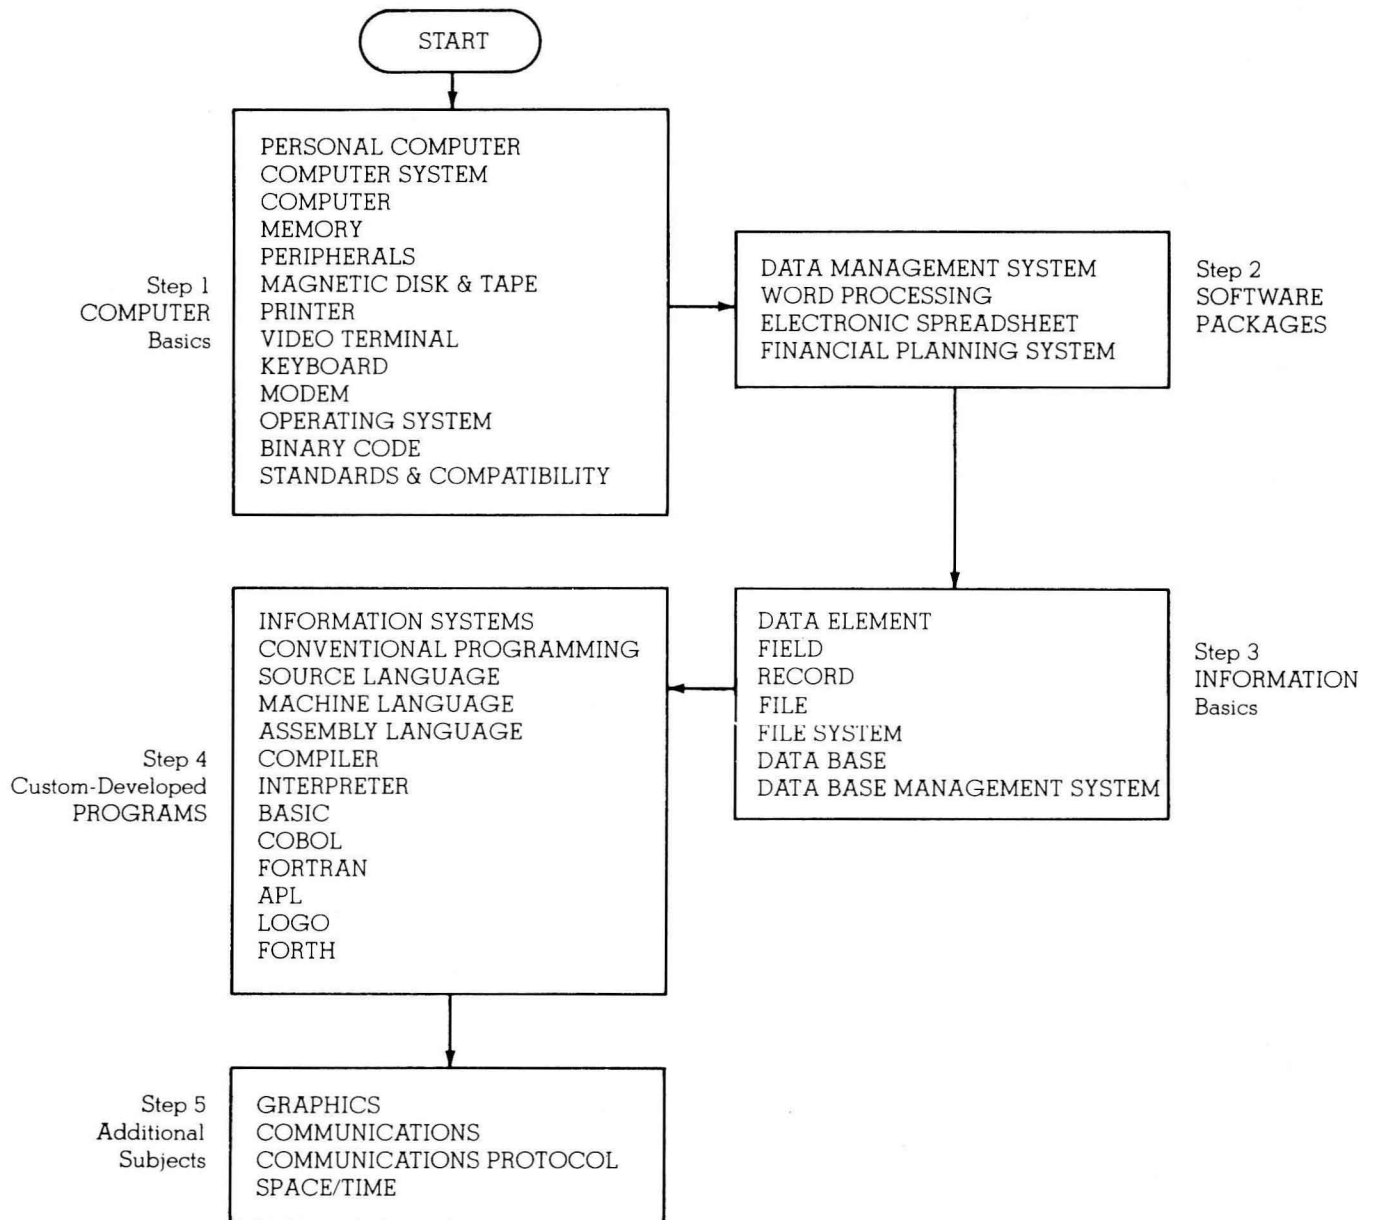 START
Step 1
COMPUTER
Basics
PERSONAL COMPUTER
COMPUTER SYSTEM
COMPUTER
MEMORY
PERIPHERALS
MAGNETIC DISK & TAPE
PRINTER
VIDEO TERMINAL
KEYBOARD
MODEM
OPERATING SYSTEM
BINARY CODE
STANDARDS & COMPATIBILITY
DATA MANAGEMENT SYSTEM
WORD PROCESSING
ELECTRONIC SPREADSHEET
FINANCIAL PLANNING SYSTEM
Step 2
SOFTWARE
PACKAGES
DATA ELEMENT
FIELD
RECORD
FILE
FILE SYSTEM
DATA BASE
DATA BASE MANAGEMENT SYSTEM
Step 3
INFORMATION
Basics
Step 4
Custom-Developed
PROGRAMS
INFORMATION SYSTEMS
CONVENTIONAL PROGRAMMING
SOURCE LANGUAGE
MACHINE LANGUAGE
ASSEMBLY LANGUAGE
COMPILER
INTERPRETER
BASIC
COBOL
FORTRAN
APL
LOGO
FORTH
Step 5
Additional
Subjects
GRAPHICS
COMMUNICATIONS
COMMUNICATIONS PROTOCOL
SPACE/TIME